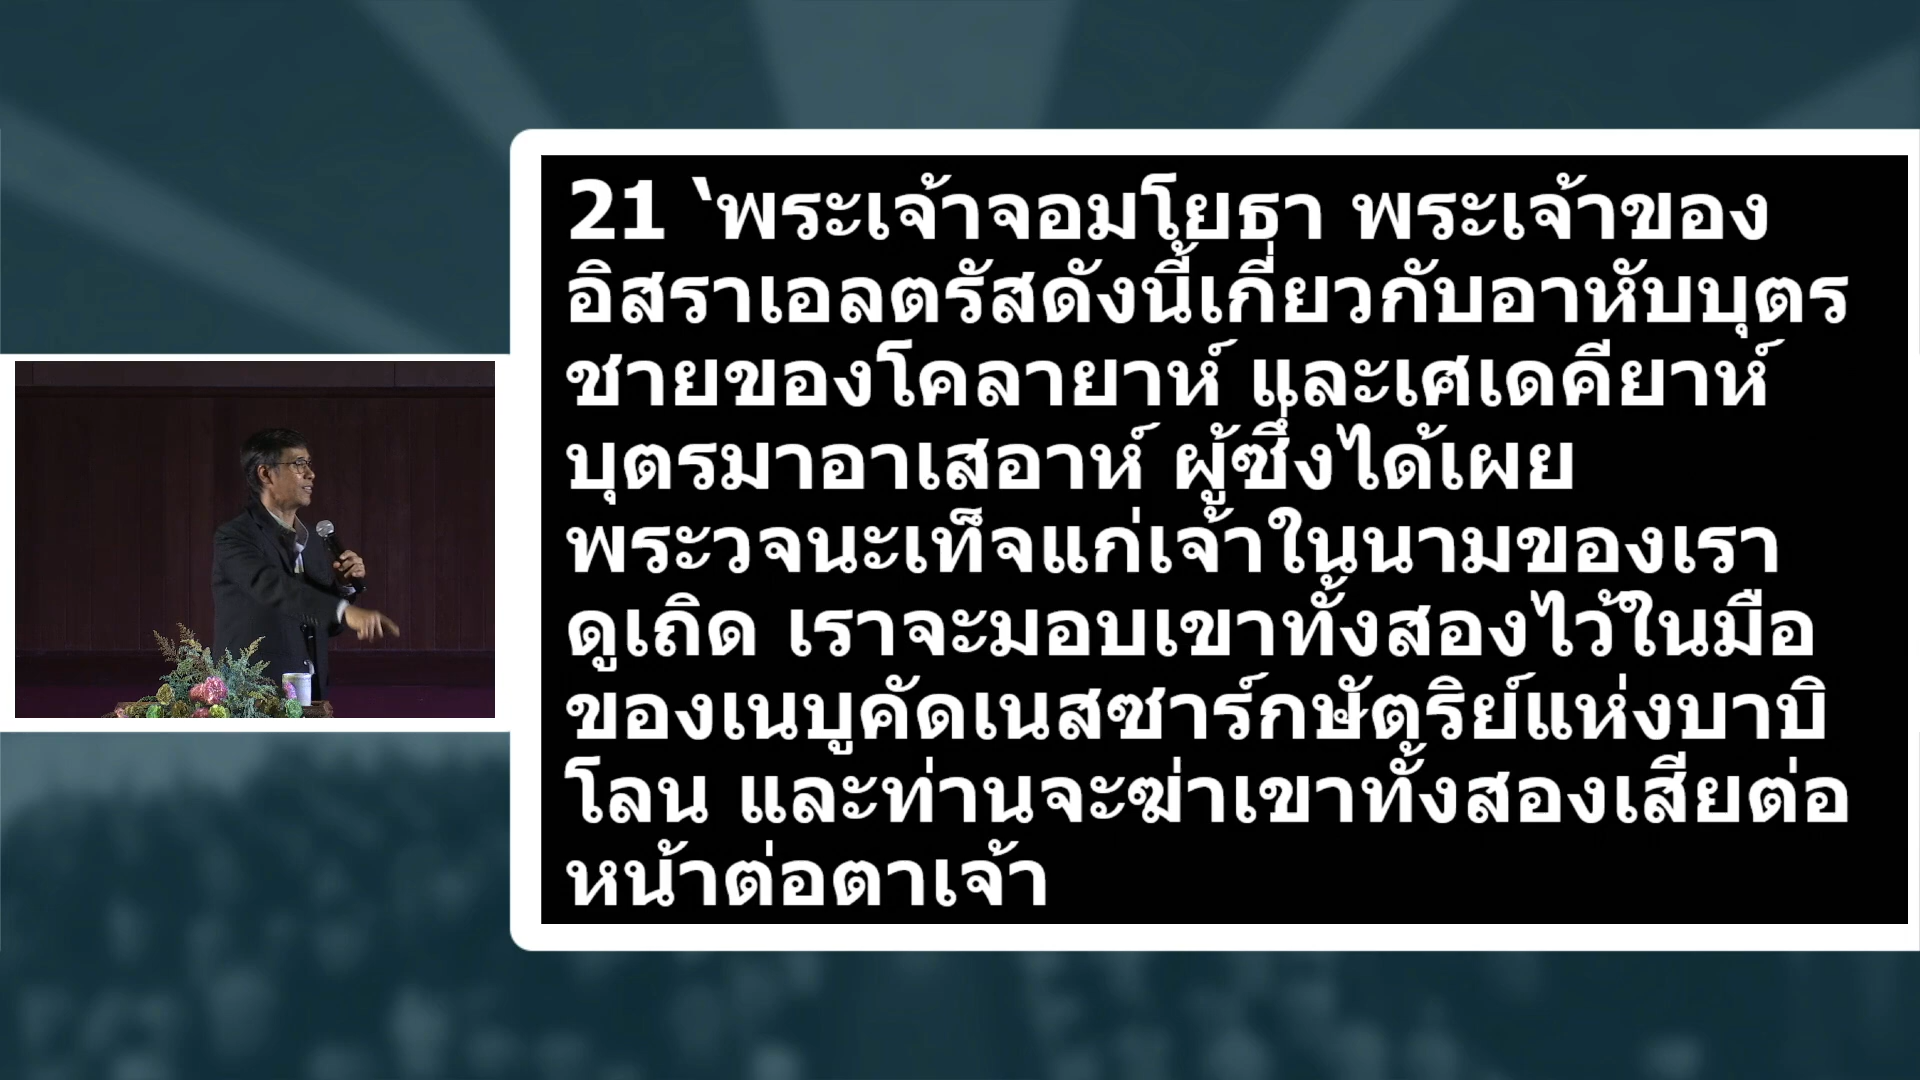 21 ‘พระเจ้าจอมโยธา พระเจ้าของ
อิสราเอลตรัสดังนี้เกี่ยวกับอาหับบุตร
ชายของโคลายาห์ และเศเดคียาห์
บุตรมาอาเสอาห์ ผู้ซึ่งได้เผย
พระวจนะเท็จแก่เจ้าในนามของเรา
ดูเถิด เราจะมอบเขาทั้งสองไว้ในมือ
ของเนบูคัดเนสซาร์กษัตริย์แห่งบาบิ
โลน และท่านจะฆ่าเขาทั้งสองเสียต่อ
หน้าต่อตาเจ้า